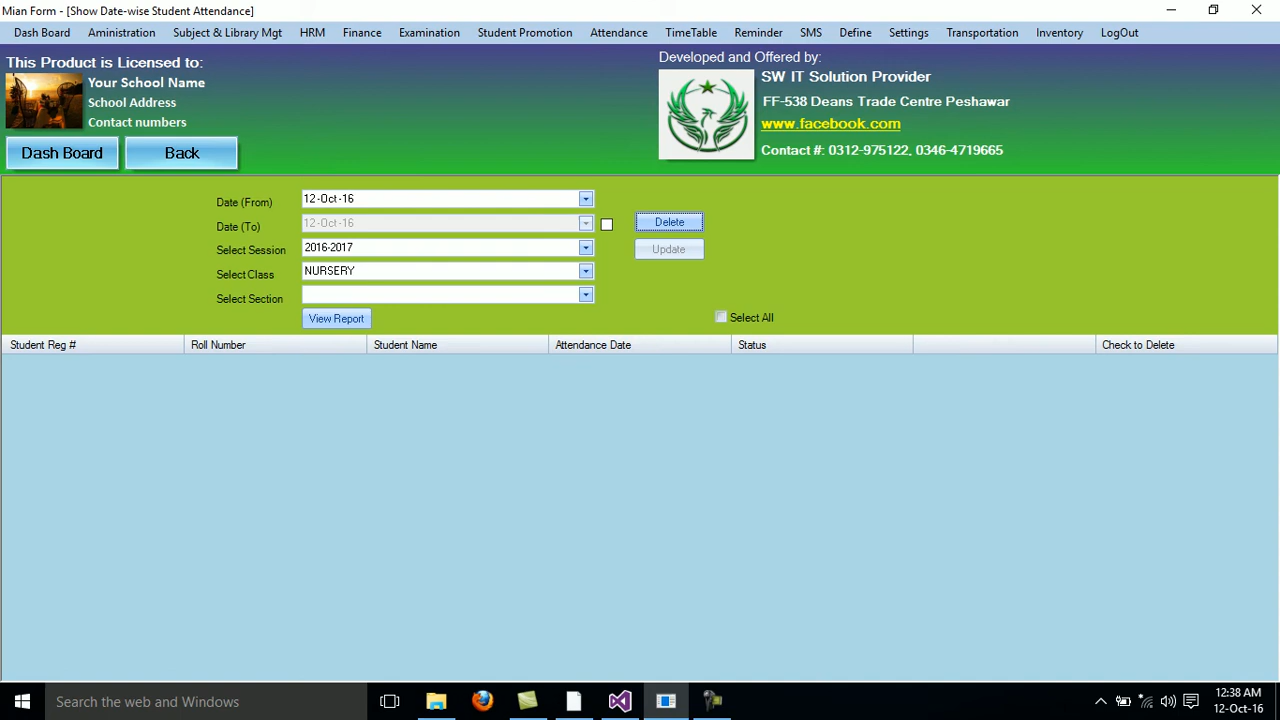 Mian Form - [Show Date-wise Student Attendance]
Dash Board Aministration Subject & Library Mgt HRM Finance Examination Student Promotion Attendance TimeTable Reminder SMS Define Settings Transportation Inventory LogOut
This Product is Licensed to:
Your School Name
School Address
Contact numbers
Developed and Offered by:
SW IT Solution Provider
FF-538 Deans Trade Centre Peshawar
www.facebook.com
Contact #: 0312-975122, 0346-4719665
Dash Board Back
Date (From) 12-Oct-16
Date (To) 12-Oct-16 Delete
Select Session 2016-2017 Update
Select Class NURSERY
Select Section
View Report Select All
Student Reg # Roll Number Student Name Attendance Date Status Check to Delete
Search the web and Windows
12:38 AM
12-Oct-16